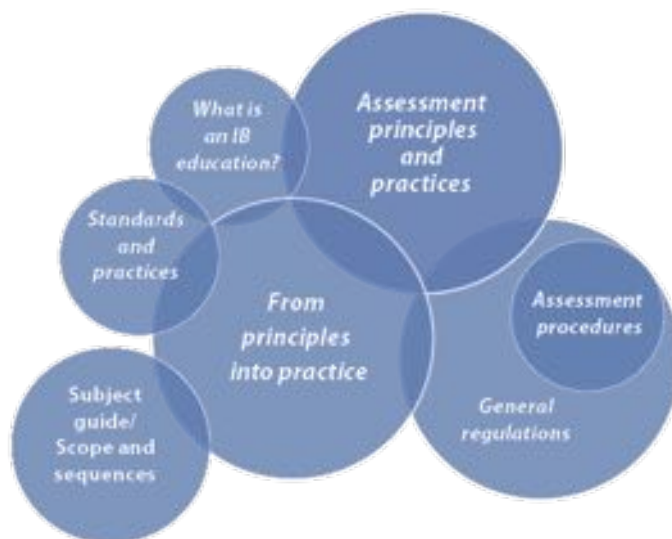 What is
an IB
education?
Assessment
principles
and
practices
Standards
and
practices
From
principles
into practice
Assessment
procedures
General
regulations
Subject
guide/
Scope and
sequences